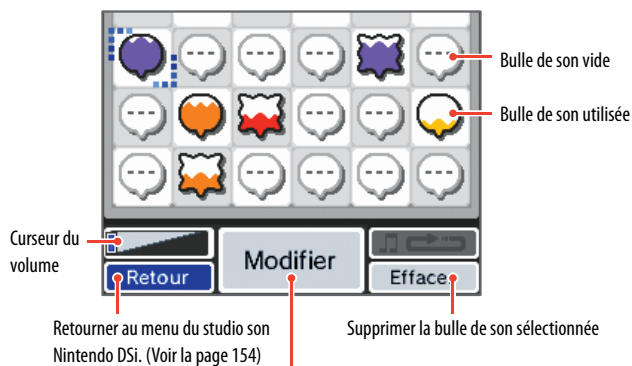 Bulle de son vide
Bulle de son utilisée
Curseur du
volume
Modifier
Retour
Efface
Retourner au menu du studio son
Nintendo DSi. (Voir la page 154)
Supprimer la bulle de son sélectionnée